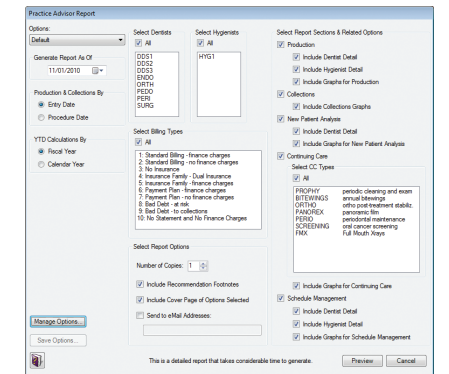 Practice Advisor Report
Options:
Default
Generate Report As Of
11/01/2010
Production & Collections By
Entry Date
Procedure Date
YTD Calculations By
Fiscal Year
Calendar Year
Manage Options...
Save Options...
Select Dentists
All
DDS1
DDS2
DDS3
ENDO
ORTH
PEDO
PERI
SURG
Select Hygienists
All
HYG1
Select Billing Types
All
1: Standard Billing - finance charges
2: Standard Billing - no finance charges
3: No Insurance
4: Insurance Family - Dual Insurance
5: Insurance Family - finance charges
6: Payment Plan - finance charges
7: Payment Plan - no finance charges
8: Bad Debt - at risk
9: Bad Debt - to collections
10: No Statement and No Finance Charges
Select Report Options
Number of Copies: 1
Include Recommendation Footnotes
Include Cover Page of Options Selected
Send to eMail Addresses:
Select Report Sections & Related Options
Production
Include Dentist Detail
Include Hygienist Detail
Include Graphs for Production
Collections
Include Collections Graphs
New Patient Analysis
Include Dentist Detail
Include Graphs for New Patient Analysis
Continuing Care
Select CC Types
All
PROPHY periodic cleaning and exam
BITEWINGS annual bitewings
ORTHO ortho post-treatment stabiliz.
PANOREX panoramic film
PERIO periodontal maintenance
SCREENING oral cancer screening
FMX Full Mouth Xrays
Include Graphs for Continuing Care
Schedule Management
Include Dentist Detail
Include Hygienist Detail
Include Graphs for Schedule Management
This is a detailed report that takes considerable time to generate.
Preview
Cancel